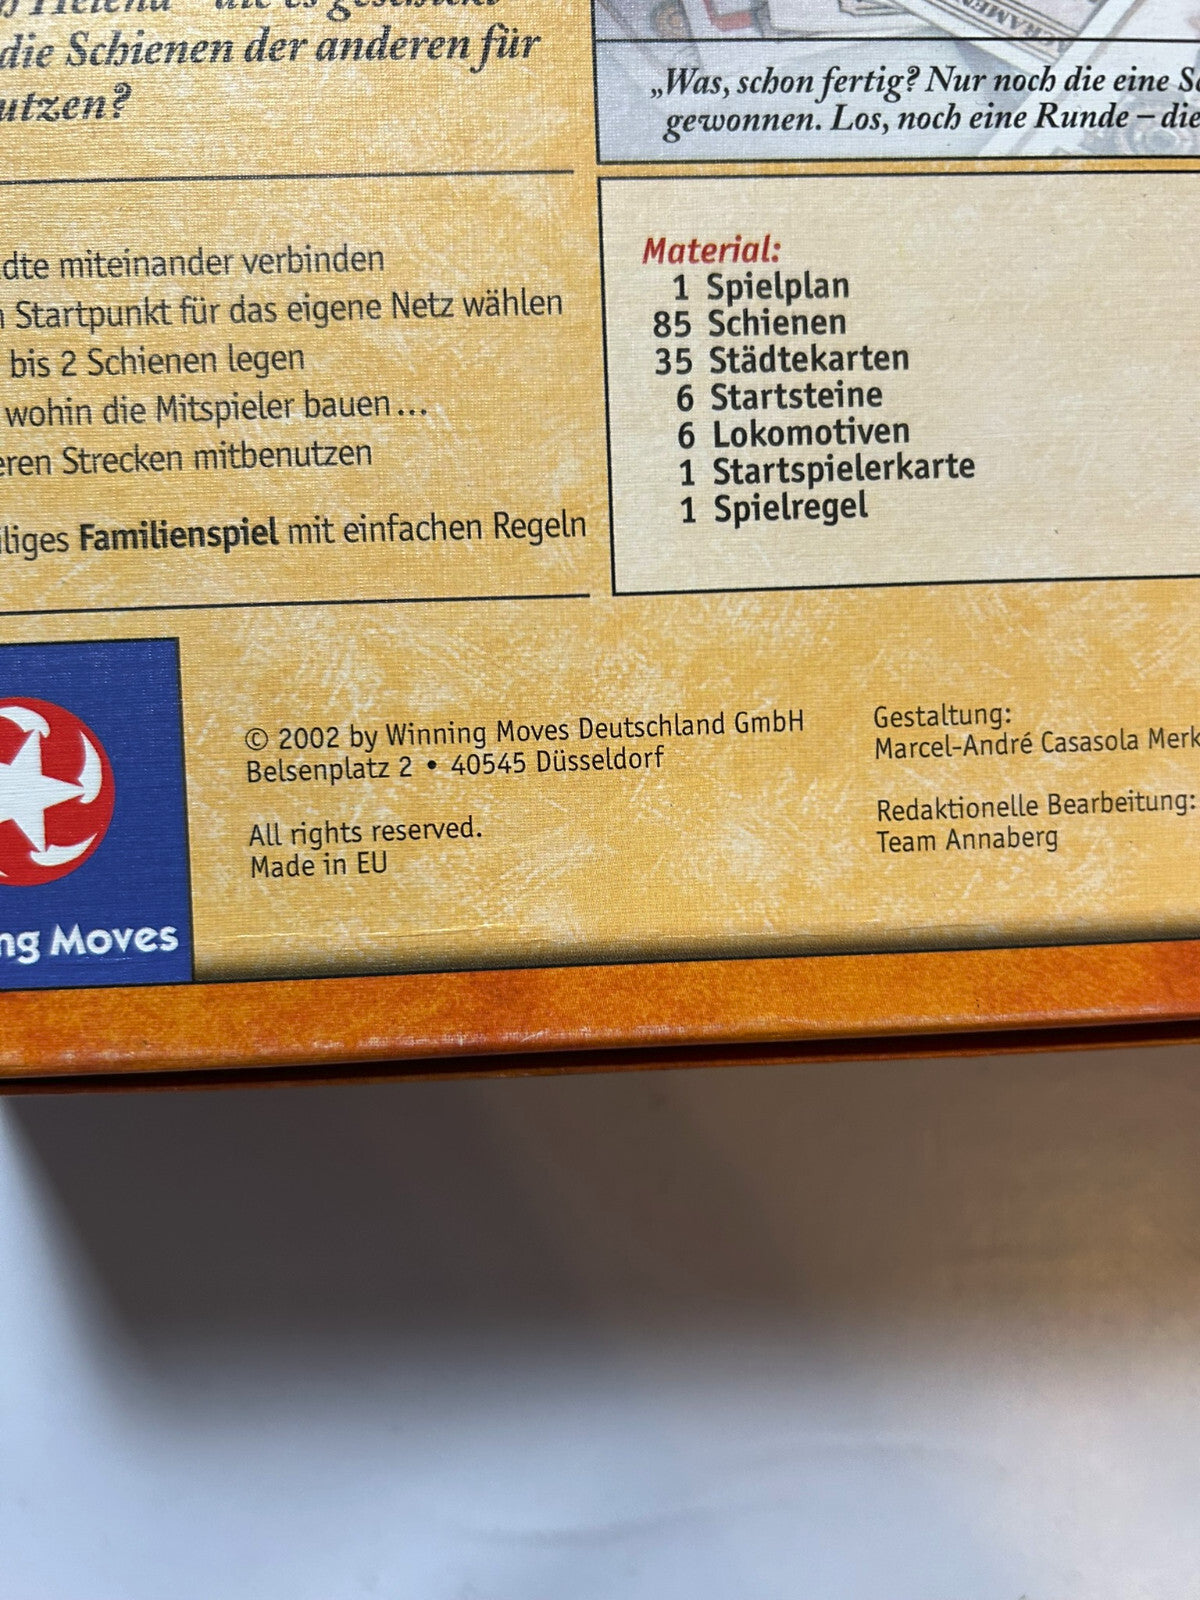 Helena
die Schienen der anderen für
utzen?
„Was, schon fertig? Nur noch die eine
gewonnen. Los, noch eine Runde – die
dte miteinander verbinden
Startpunkt für das eigene Netz wählen
bis 2 Schienen legen
wohin die Mitspieler bauen...
eren Strecken mitbenutzen
liges Familienspiel mit einfachen Regeln
Material:
1 Spielplan
85 Schienen
35 Städtekarten
6 Startsteine
6 Lokomotiven
1 Startspielerkarte
1 Spielregel
ng Moves
© 2002 by Winning Moves Deutschland GmbH
Belsenplatz 2 • 40545 Düsseldorf
All rights reserved.
Made in EU
Gestaltung:
Marcel-André Casasola Merk
Redaktionelle Bearbeitung:
Team Annaberg